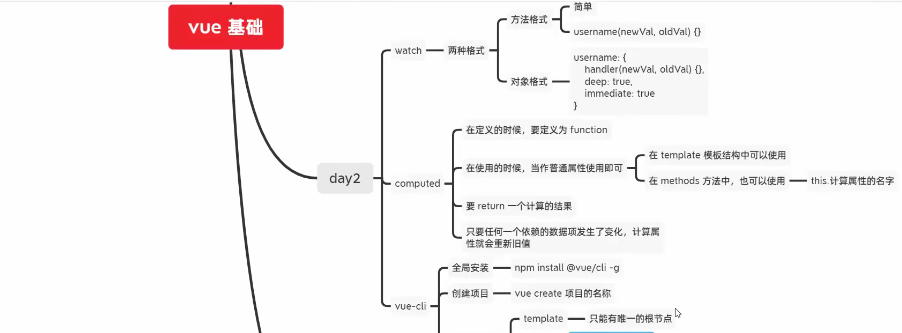 vue 基础
day2
watch
两种格式
方法格式
简单
username(newVal, oldVal) {}
对象格式
username: {
handler(newVal, oldVal) {},
deep: true,
immediate: true
}
computed
在定义的时候，要定义为 function
在使用的时候，当作普通属性使用即可
在 template 模板结构中可以使用
在 methods 方法中，也可以使用
this.计算属性的名字
要 return 一个计算的结果
只要任何一个依赖的数据项发生了变化，计算属
性就会重新旧值
vue-cli
全局安装
npm install @vue/cli -g
创建项目
vue create 项目的名称
template
只能有唯一的根节点